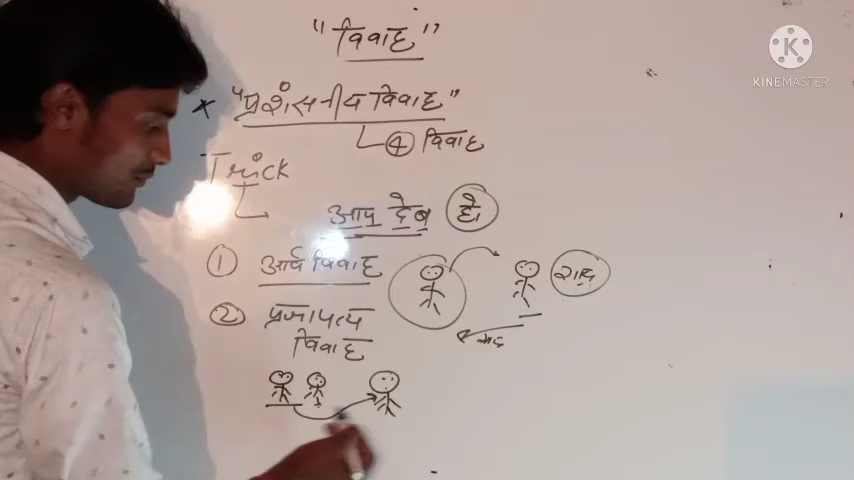 "विवाह"
"प्रशंसनीय विवाह"
④ विवाह
Trick
आप देब है।
① आर्ष विवाह
गाय
② प्रजापत्य
विवाह
K
KINEMASTER